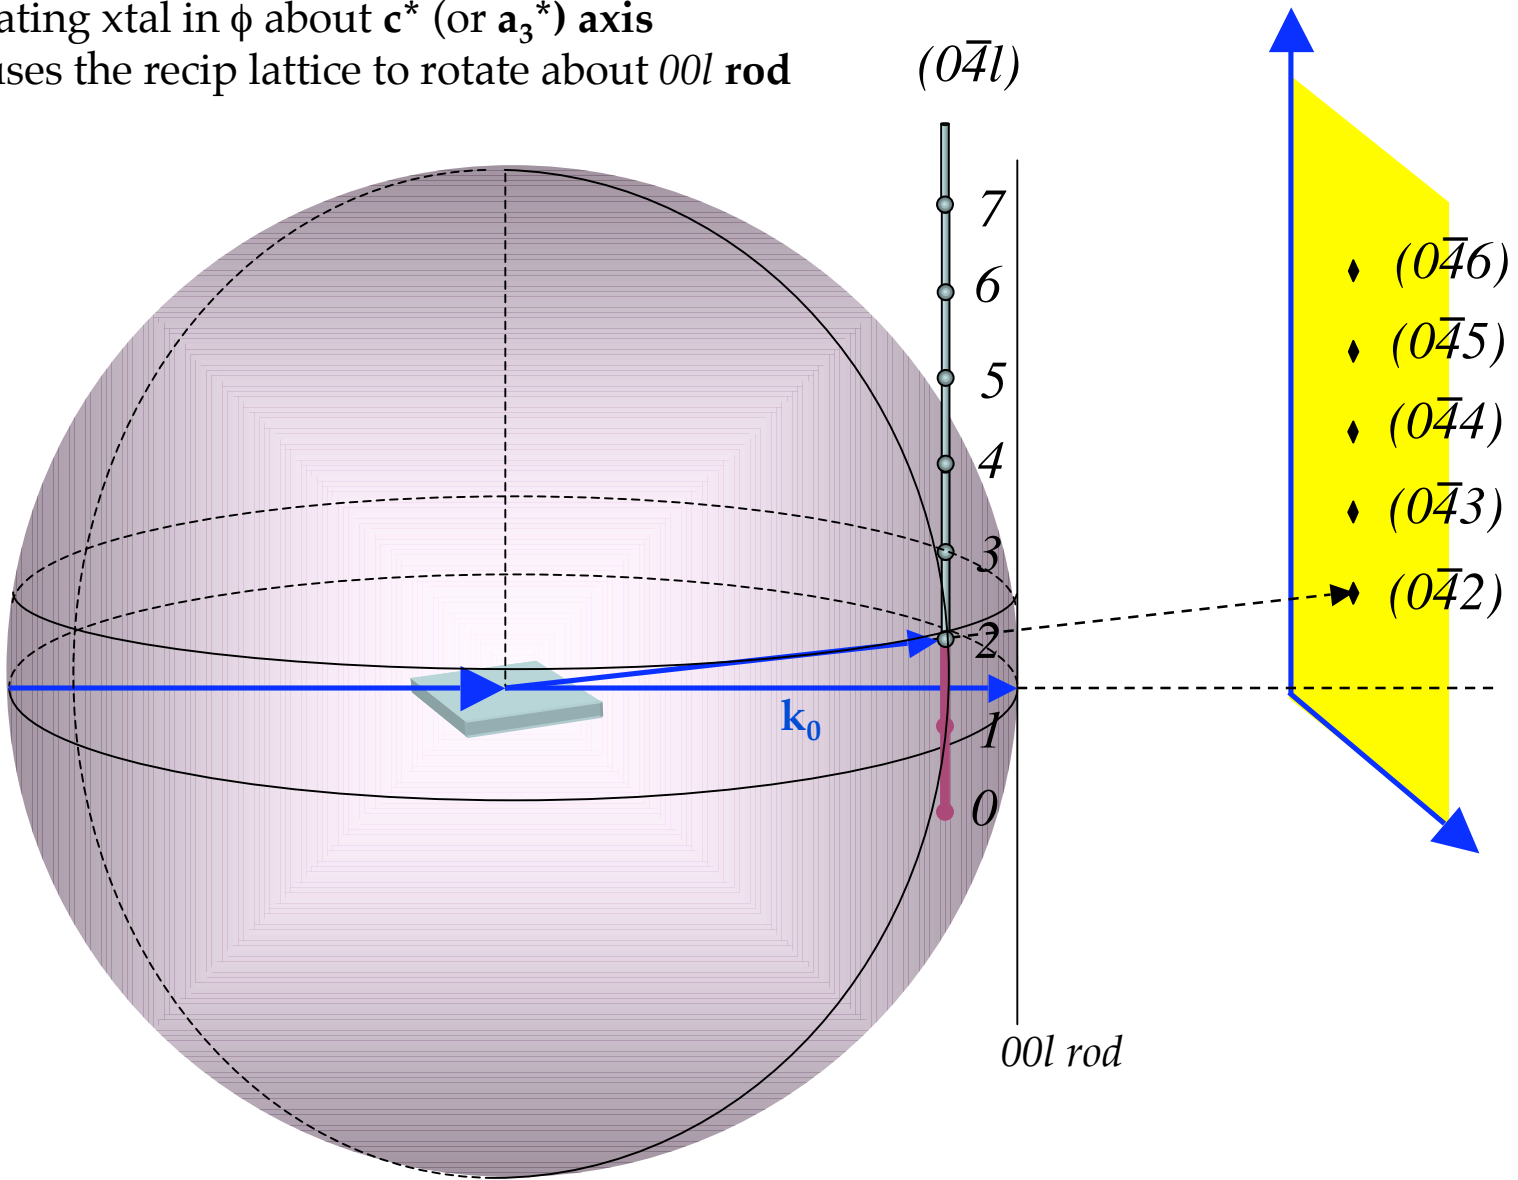 ating xtal in ϕ about c* (or a₃*) axis
uses the recip lattice to rotate about 00l rod
(04̅l)
7
6
5
4
3
2
1
0
k₀
(04̅6)
(04̅5)
(04̅4)
(04̅3)
(04̅2)
00l rod